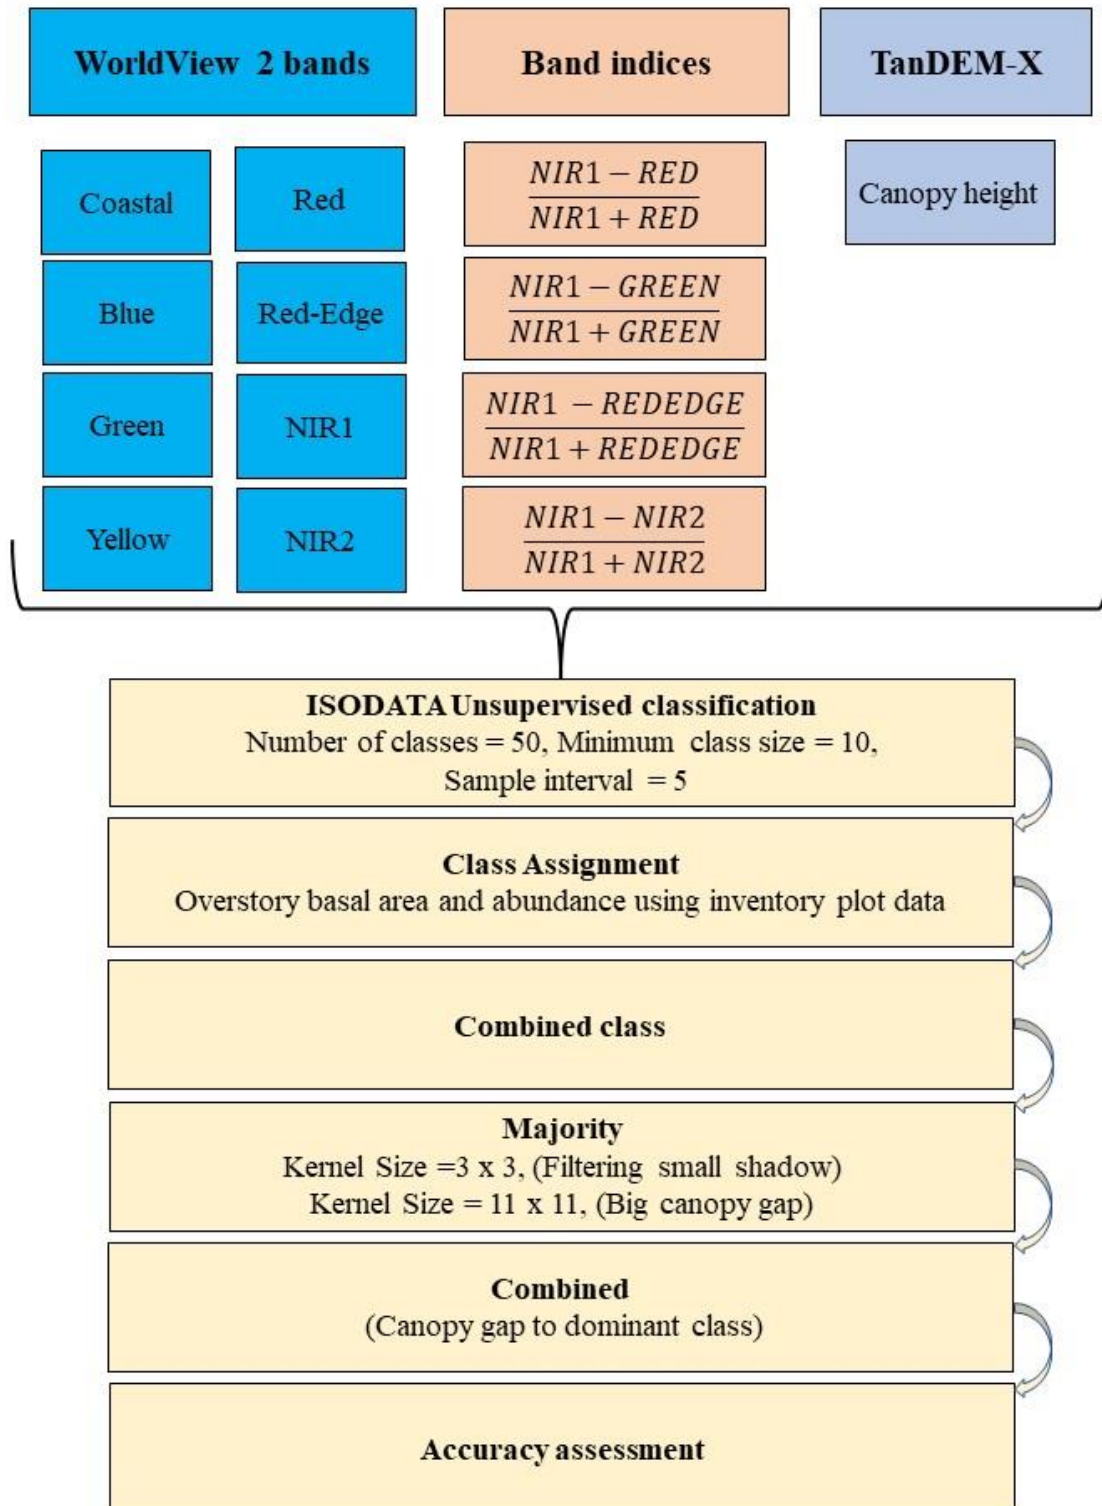 WorldView 2 bands
Band indices
TanDEM-X
Coastal
Red
Blue
Red-Edge
Green
NIR1
Yellow
NIR2
NIR1 − RED
NIR1 + RED
NIR1 − GREEN
NIR1 + GREEN
NIR1 − REDEDGE
NIR1 + REDEDGE
NIR1 − NIR2
NIR1 + NIR2
Canopy height
ISODATA Unsupervised classification
Number of classes = 50, Minimum class size = 10,
Sample interval = 5
Class Assignment
Overstory basal area and abundance using inventory plot data
Combined class
Majority
Kernel Size =3 x 3, (Filtering small shadow)
Kernel Size = 11 x 11, (Big canopy gap)
Combined
(Canopy gap to dominant class)
Accuracy assessment